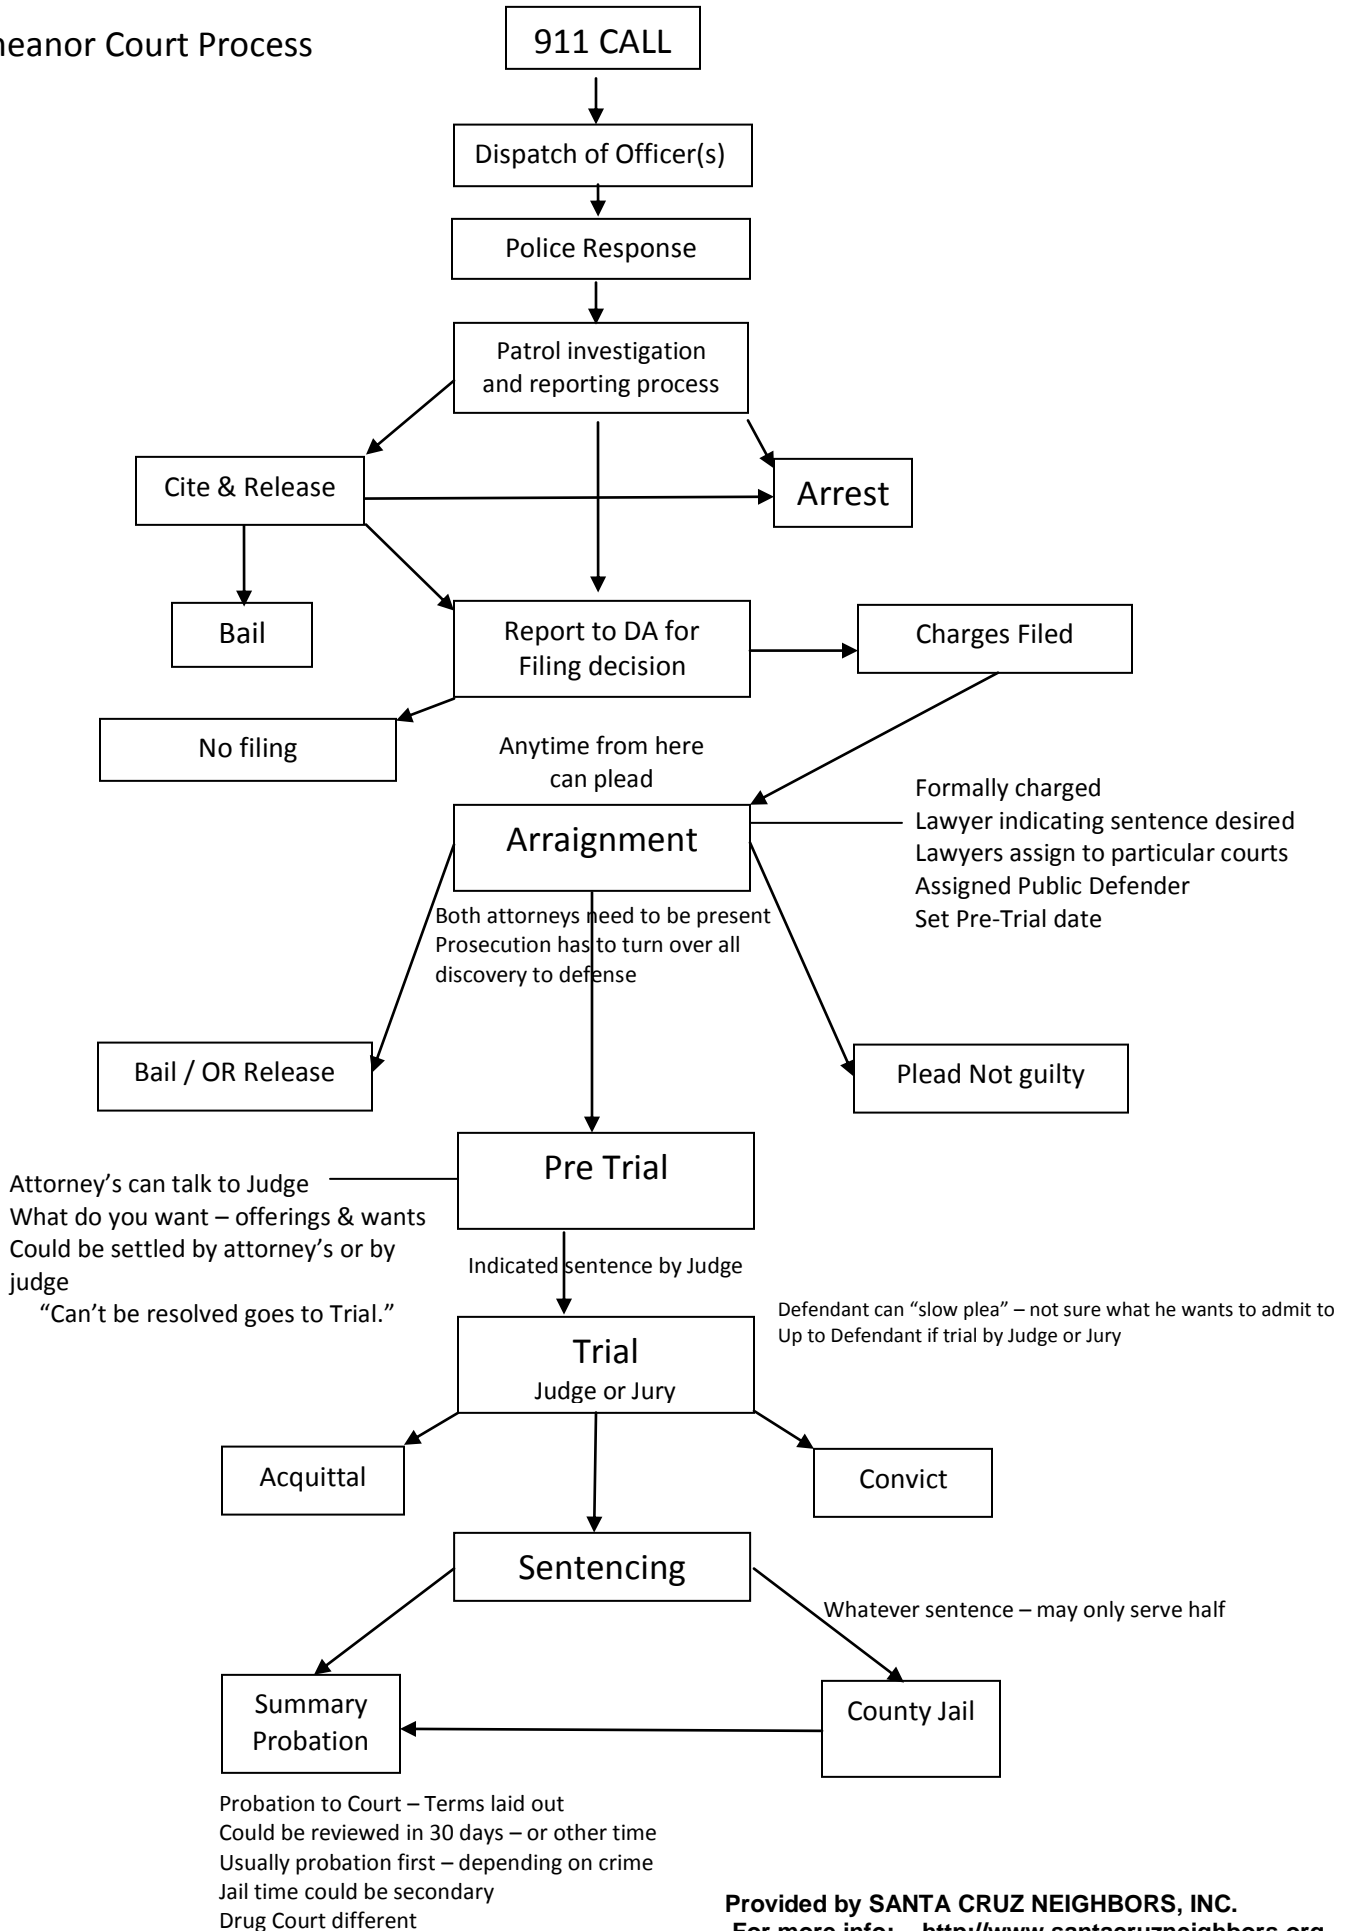 neanor Court Process
911 CALL
Dispatch of Officer(s)
Police Response
Patrol investigation
and reporting process
Cite & Release
Arrest
Bail
Report to DA for
Filing decision
Charges Filed
No filing
Anytime from here
can plead
Arraignment
Formally charged
Lawyer indicating sentence desired
Lawyers assign to particular courts
Assigned Public Defender
Set Pre-Trial date
Both attorneys need to be present
Prosecution has to turn over all
discovery to defense
Bail / OR Release
Plead Not guilty
Pre Trial
Attorney’s can talk to Judge
What do you want – offerings & wants
Could be settled by attorney’s or by
judge
“Can’t be resolved goes to Trial.”
Indicated sentence by Judge
Defendant can “slow plea” – not sure what he wants to admit to
Up to Defendant if trial by Judge or Jury
Trial
Judge or Jury
Acquittal
Convict
Sentencing
Whatever sentence – may only serve half
Summary
Probation
County Jail
Probation to Court – Terms laid out
Could be reviewed in 30 days – or other time
Usually probation first – depending on crime
Jail time could be secondary
Drug Court different
Provided by SANTA CRUZ NEIGHBORS, INC.
For more info: http://www.santacruzneighbors.org